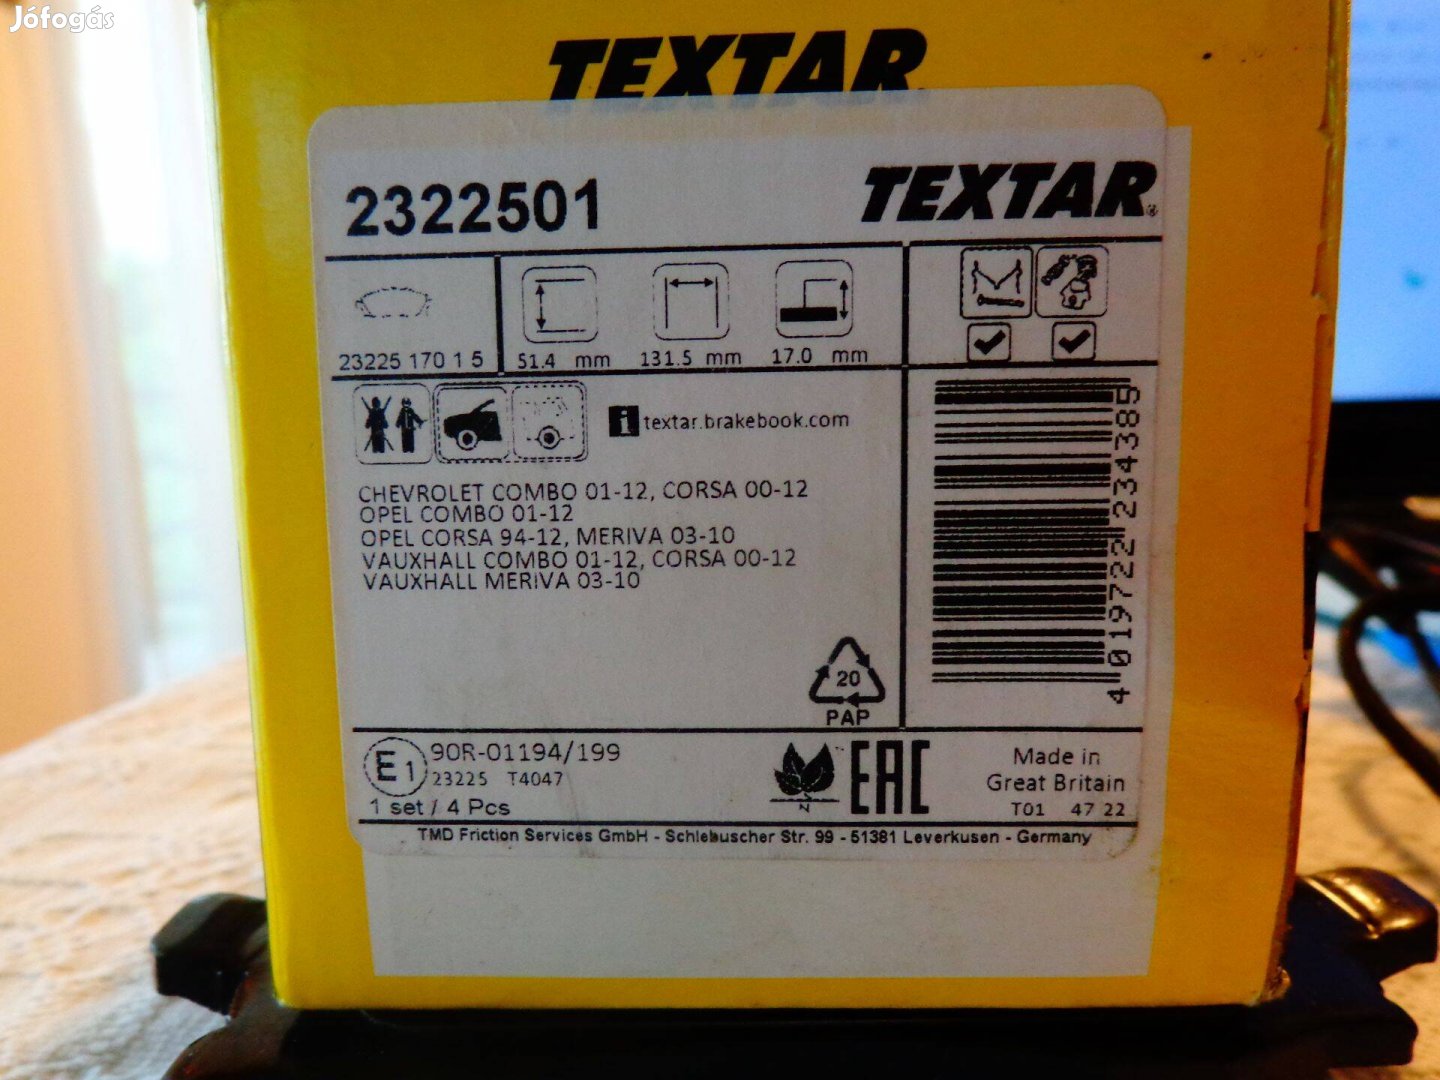 Jófogás
TEXTAR
2322501
TEXTAR
23225 170 1 5
51.4 mm
131.5 mm
17.0 mm
i textar.brakebook.com
CHEVROLET COMBO 01-12, CORSA 00-12
OPEL COMBO 01-12
OPEL CORSA 94-12, MERIVA 03-10
VAUXHALL COMBO 01-12, CORSA 00-12
VAUXHALL MERIVA 03-10
4 019722 234385
20
PAP
E1
90R-01194/199
23225 T4047
1 set / 4 Pcs
N
EAC
Made in
Great Britain
T01 47 22
TMD Friction Services GmbH - Schlebuscher Str. 99 - 51381 Leverkusen - Germany